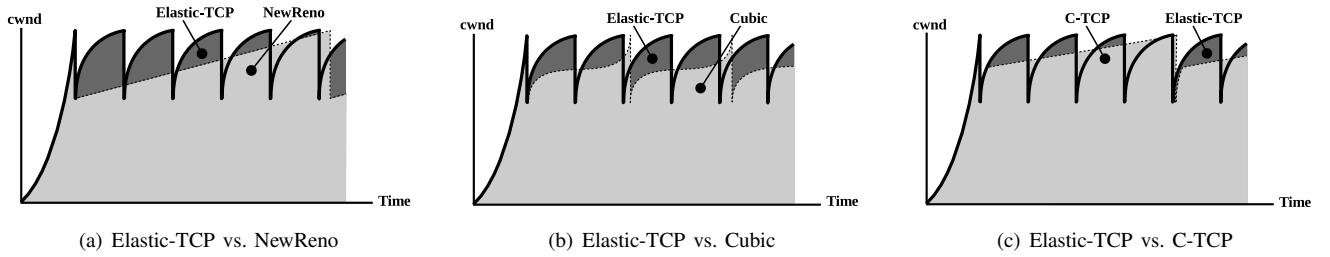 cwnd
Elastic-TCP
NewReno
Time
(a) Elastic-TCP vs. NewReno
cwnd
Elastic-TCP
Cubic
Time
(b) Elastic-TCP vs. Cubic
cwnd
C-TCP
Elastic-TCP
Time
(c) Elastic-TCP vs. C-TCP